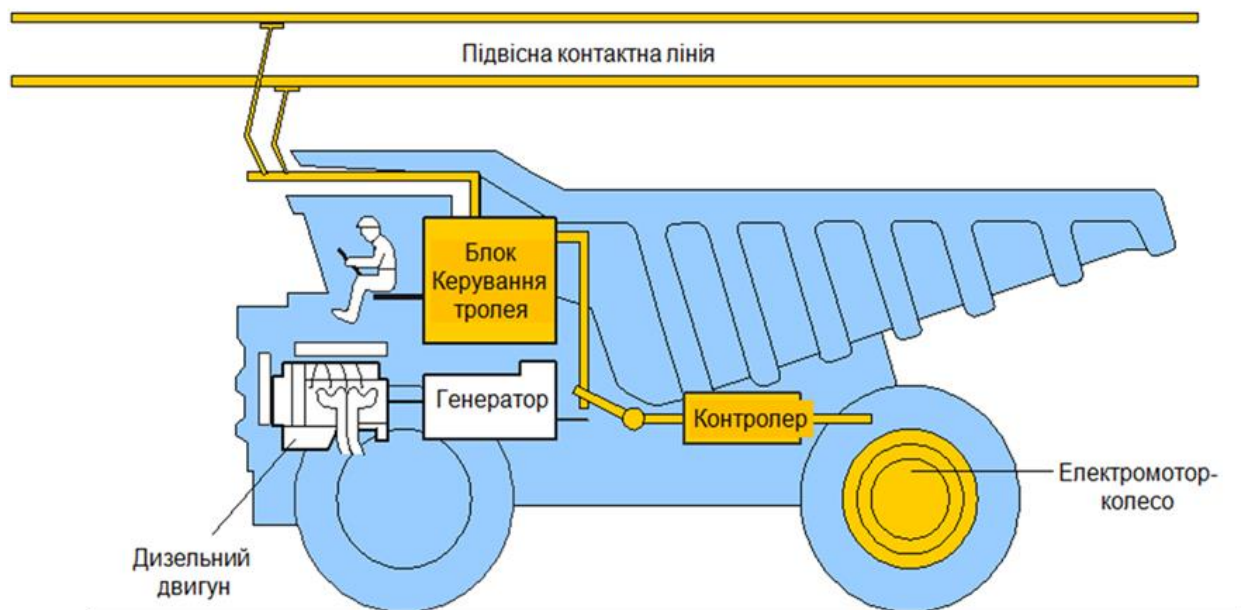 Підвісна контактна лінія
Блок
Керування
тролея
Генератор
Контролер
Електромотор-
колесо
Дизельний
двигун